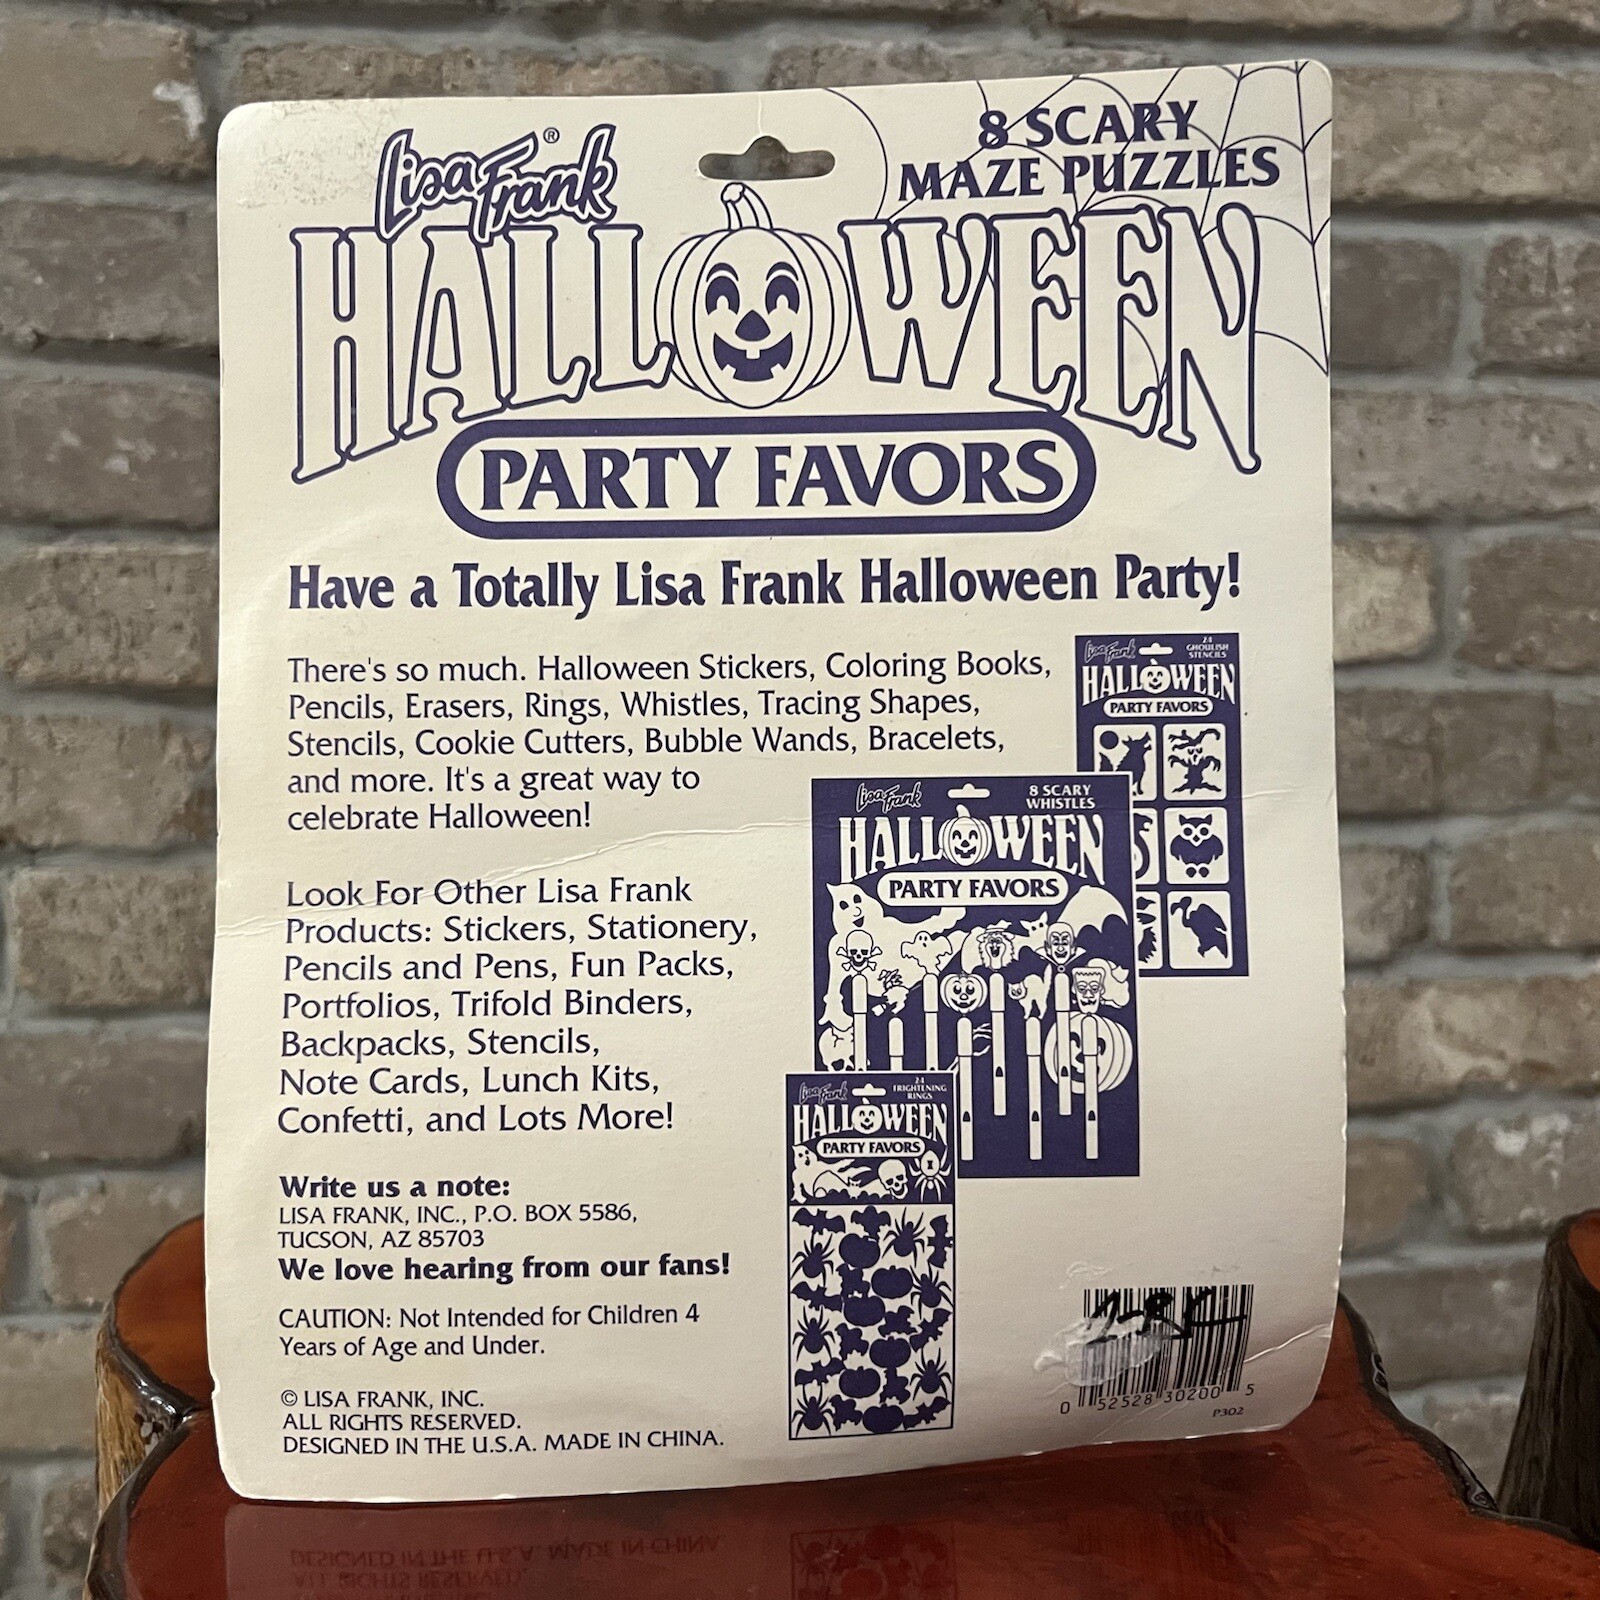 Lisa Frank®
8 SCARY
MAZE PUZZLES
HALLOWEEN
PARTY FAVORS
Have a Totally Lisa Frank Halloween Party!
There's so much. Halloween Stickers, Coloring Books,
Pencils, Erasers, Rings, Whistles, Tracing Shapes,
Stencils, Cookie Cutters, Bubble Wands, Bracelets,
and more. It's a great way to
celebrate Halloween!
Look For Other Lisa Frank
Products: Stickers, Stationery,
Pencils and Pens, Fun Packs,
Portfolios, Trifold Binders,
Backpacks, Stencils,
Note Cards, Lunch Kits,
Confetti, and Lots More!
Write us a note:
LISA FRANK, INC., P.O. BOX 5586,
TUCSON, AZ 85703
We love hearing from our fans!
CAUTION: Not Intended for Children 4
Years of Age and Under.
© LISA FRANK, INC.
ALL RIGHTS RESERVED.
DESIGNED IN THE U.S.A. MADE IN CHINA.
Lisa Frank
24
GHOULISH
STENCILS
HALLOWEEN
PARTY FAVORS
Lisa Frank
8 SCARY
WHISTLES
HALLOWEEN
PARTY FAVORS
Lisa Frank
24
FRIGHTENING
RINGS
HALLOWEEN
PARTY FAVORS
0 52528 30200 5
P302